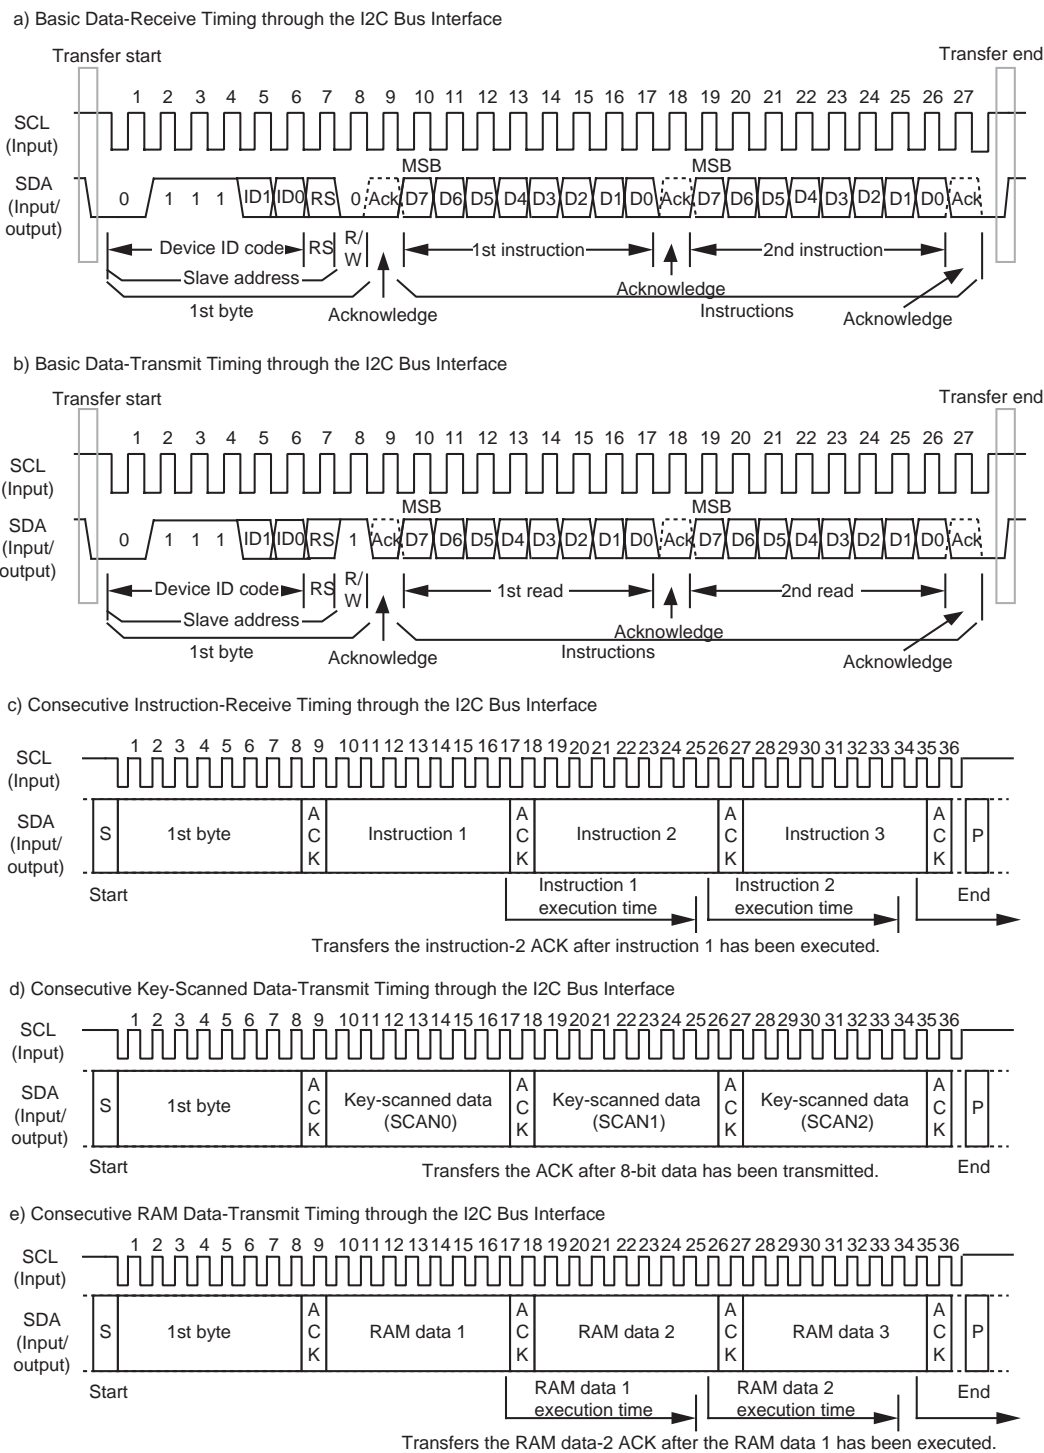 a) Basic Data-Receive Timing through the I2C Bus Interface
Transfer start
Transfer end
1 2 3 4 5 6 7 8 9 10 11 12 13 14 15 16 17 18 19 20 21 22 23 24 25 26 27
SCL
(Input)
MSB MSB
SDA
(Input/
output)
0 1 1 1 ID1 ID0 RS 0 Ack D7 D6 D5 D4 D3 D2 D1 D0 Ack D7 D6 D5 D4 D3 D2 D1 D0 Ack
Device ID code RS R/
W
1st instruction 2nd instruction
Slave address
Acknowledge
1st byte Acknowledge Instructions Acknowledge
b) Basic Data-Transmit Timing through the I2C Bus Interface
Transfer start
Transfer end
1 2 3 4 5 6 7 8 9 10 11 12 13 14 15 16 17 18 19 20 21 22 23 24 25 26 27
SCL
(Input)
MSB MSB
SDA
(Input/
output)
0 1 1 1 ID1 ID0 RS 1 Ack D7 D6 D5 D4 D3 D2 D1 D0 Ack D7 D6 D5 D4 D3 D2 D1 D0 Ack
Device ID code RS R/
W
1st read 2nd read
Slave address
Acknowledge
1st byte Acknowledge Instructions Acknowledge
c) Consecutive Instruction-Receive Timing through the I2C Bus Interface
1 2 3 4 5 6 7 8 9 10 11 12 13 14 15 16 17 18 19 20 21 22 23 24 25 26 27 28 29 30 31 32 33 34 35 36
SCL
(Input)
SDA
(Input/
output)
S 1st byte ACK Instruction 1 ACK Instruction 2 ACK Instruction 3 ACK P
Start
End
Instruction 1
execution time
Instruction 2
execution time
Transfers the instruction-2 ACK after instruction 1 has been executed.
d) Consecutive Key-Scanned Data-Transmit Timing through the I2C Bus Interface
1 2 3 4 5 6 7 8 9 10 11 12 13 14 15 16 17 18 19 20 21 22 23 24 25 26 27 28 29 30 31 32 33 34 35 36
SCL
(Input)
SDA
(Input/
output)
S 1st byte ACK Key-scanned data
(SCAN0) ACK Key-scanned data
(SCAN1) ACK Key-scanned data
(SCAN2) ACK P
Start
End
Transfers the ACK after 8-bit data has been transmitted.
e) Consecutive RAM Data-Transmit Timing through the I2C Bus Interface
1 2 3 4 5 6 7 8 9 10 11 12 13 14 15 16 17 18 19 20 21 22 23 24 25 26 27 28 29 30 31 32 33 34 35 36
SCL
(Input)
SDA
(Input/
output)
S 1st byte ACK RAM data 1 ACK RAM data 2 ACK RAM data 3 ACK P
Start
End
RAM data 1
execution time
RAM data 2
execution time
Transfers the RAM data-2 ACK after the RAM data 1 has been executed.